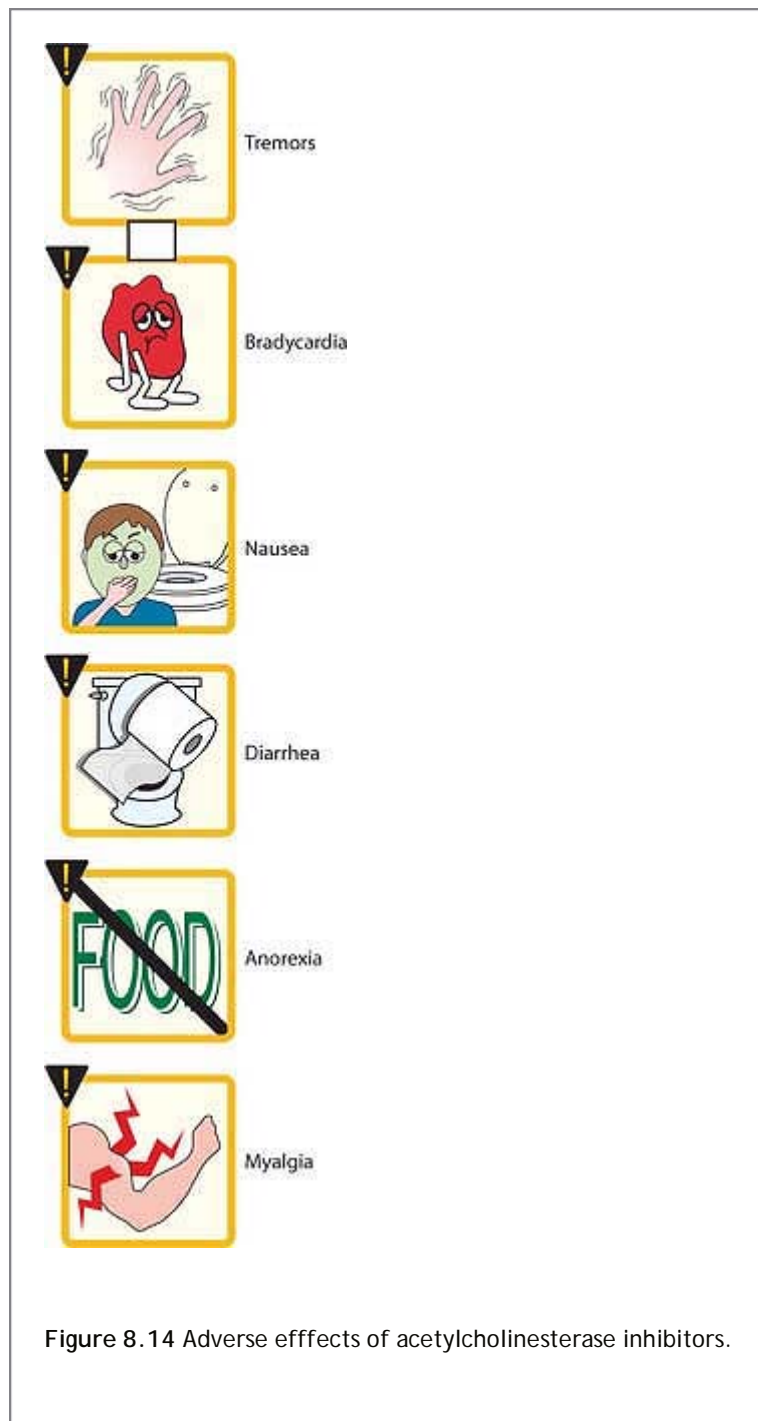 !
Tremors
!
Bradycardia
!
Nausea
!
Diarrhea
!
FOOD
Anorexia
!
Myalgia
Figure 8.14 Adverse efffects of acetylcholinesterase inhibitors.